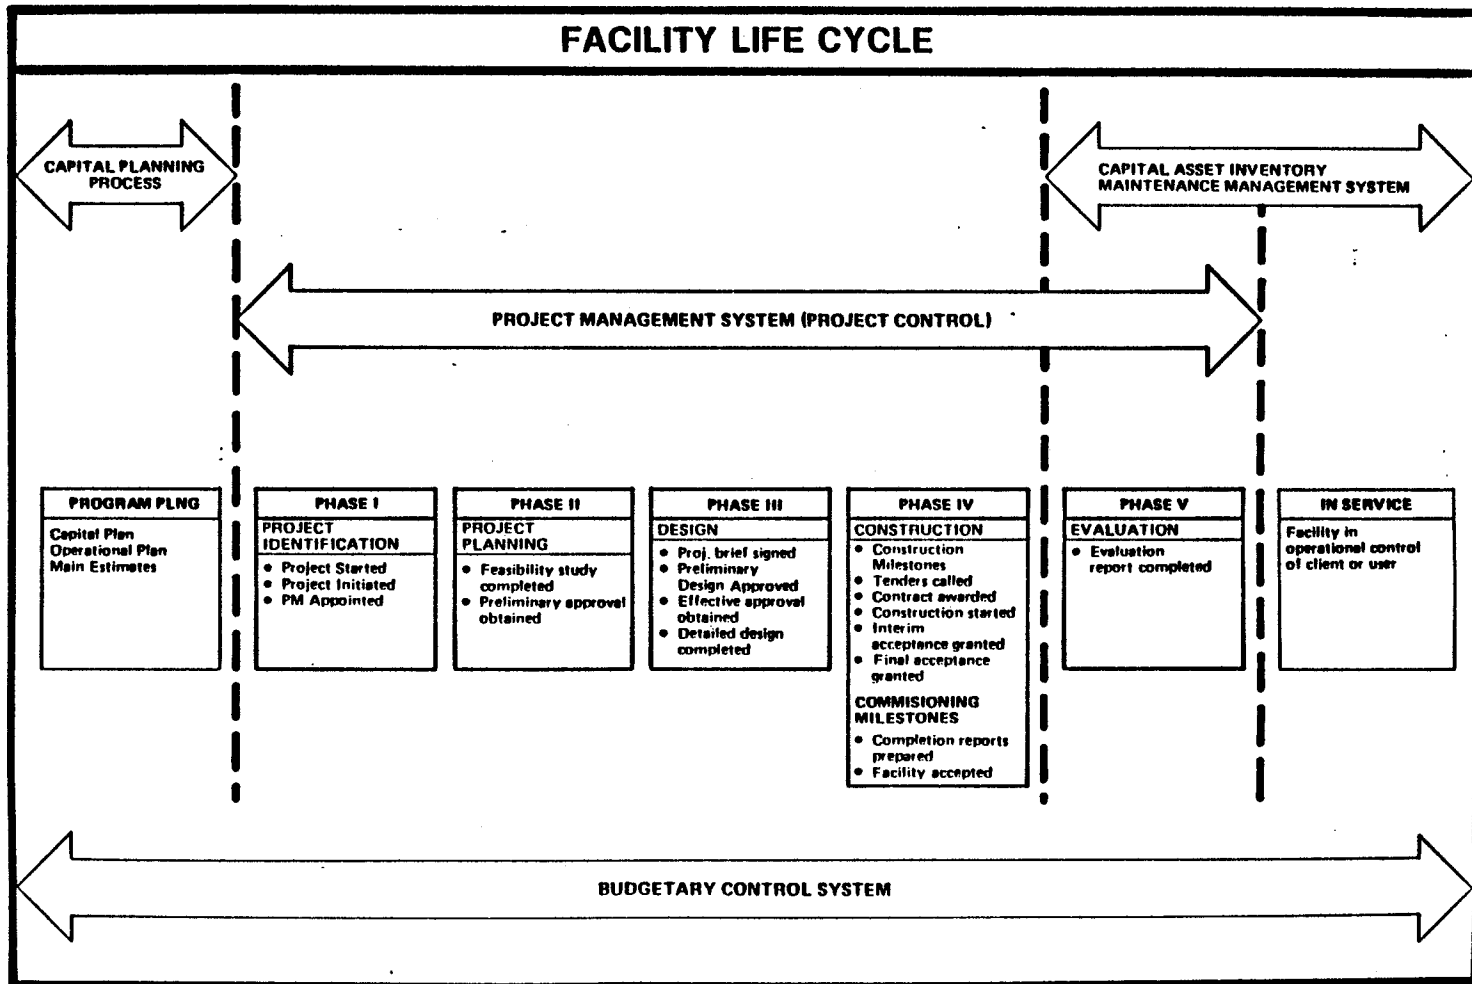 FACILITY LIFE CYCLE
CAPITAL PLANNING
PROCESS
CAPITAL ASSET INVENTORY
MAINTENANCE MANAGEMENT SYSTEM
PROJECT MANAGEMENT SYSTEM (PROJECT CONTROL)
PROGRAM PLNG
Capital Plan
Operational Plan
Main Estimates
PHASE I
PROJECT
IDENTIFICATION
• Project Started
• Project Initiated
• PM Appointed
PHASE II
PROJECT
PLANNING
• Feasibility study
completed
• Preliminary approval
obtained
PHASE III
DESIGN
• Proj. brief signed
• Preliminary
Design Approved
• Effective approval
obtained
• Detailed design
completed
PHASE IV
CONSTRUCTION
• Construction
Milestones
• Tenders called
• Contract awarded
• Construction started
• Interim
acceptance granted
• Final acceptance
granted
COMMISIONING
MILESTONES
• Completion reports
prepared
• Facility accepted
PHASE V
EVALUATION
• Evaluation
report completed
IN SERVICE
Facility in
operational control
of client or user
BUDGETARY CONTROL SYSTEM